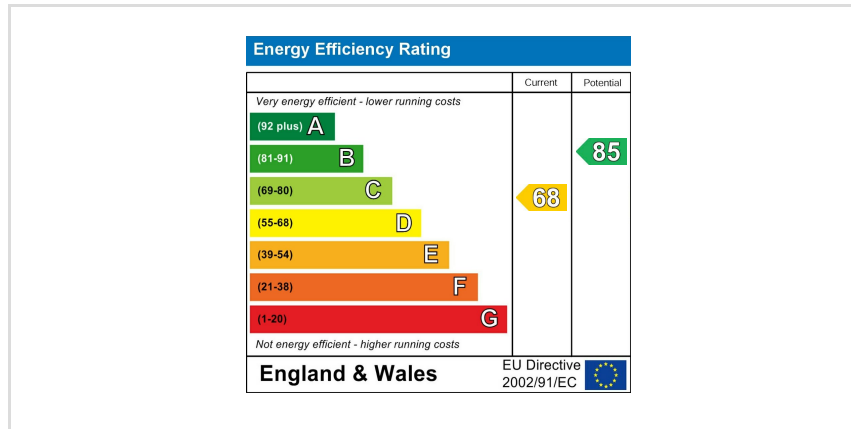 Energy Efficiency Rating
Current Potential
Very energy efficient - lower running costs
(92 plus) A
(81-91) B
85
(69-80) C
68
(55-68) D
(39-54) E
(21-38) F
(1-20) G
Not energy efficient - higher running costs
England & Wales
EU Directive
2002/91/EC